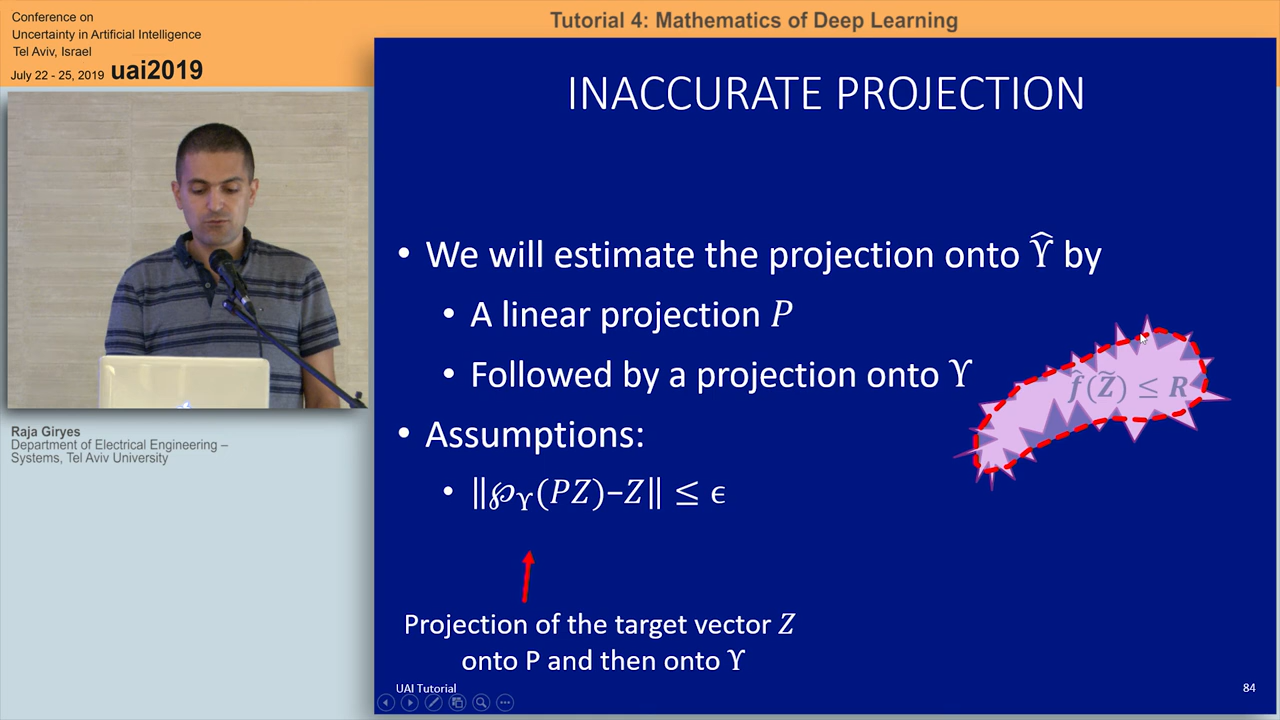 Conference on
Uncertainty in Artificial Intelligence
Tel Aviv, Israel
July 22 - 25, 2019 uai2019
Tutorial 4: Mathematics of Deep Learning
INACCURATE PROJECTION
• We will estimate the projection onto ϒ̂ by
• A linear projection 𝑃
• Followed by a projection onto ϒ
• Assumptions:
• ‖℘ϒ(𝑃𝑍)–𝑍‖ ≤ ϵ
f̂(Z̃) ≤ R
Projection of the target vector 𝑍
onto P and then onto ϒ
UAI Tutorial
84
Raja Giryes
Department of Electrical Engineering –
Systems, Tel Aviv University